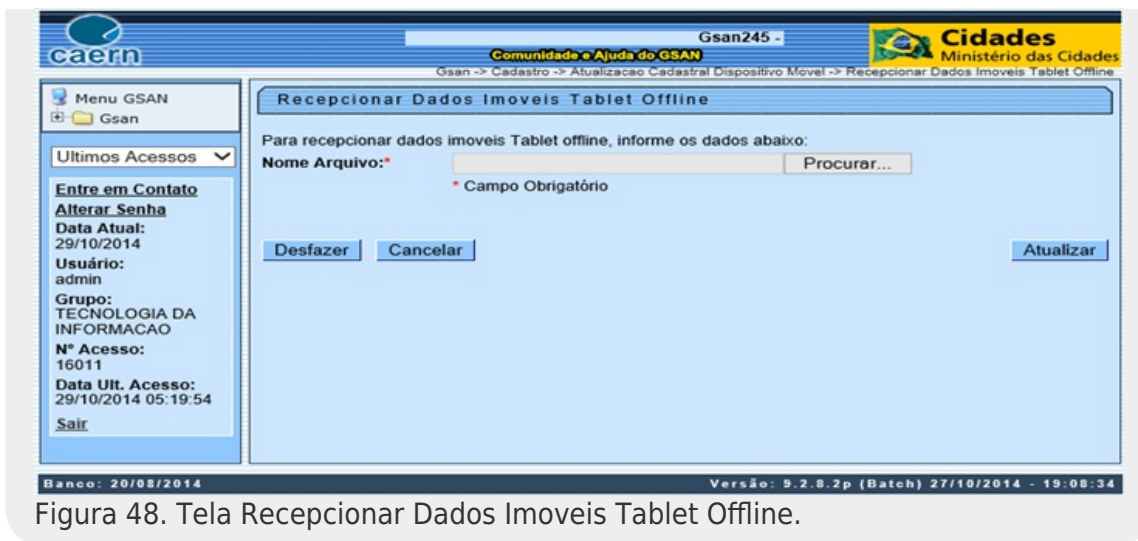 caern
Gsan245 -
Comunidade e Ajuda do GSAN
Cidades
Ministério das Cidades
Gsan -> Cadastro -> Atualizacao Cadastral Dispositivo Movel -> Recepcionar Dados Imoveis Tablet Offline
Menu GSAN
Gsan
Ultimos Acessos
Entre em Contato
Alterar Senha
Data Atual:
29/10/2014
Usuário:
admin
Grupo:
TECNOLOGIA DA
INFORMACAO
Nº Acesso:
16011
Data Ult. Acesso:
29/10/2014 05:19:54
Sair
Recepcionar Dados Imoveis Tablet Offline
Para recepcionar dados imoveis Tablet offline, informe os dados abaixo:
Nome Arquivo:* Procurar...
* Campo Obrigatório
Desfazer Cancelar Atualizar
Banco: 20/08/2014 Versão: 9.2.8.2p (Batch) 27/10/2014 - 19:08:34
Figura 48. Tela Recepcionar Dados Imoveis Tablet Offline.